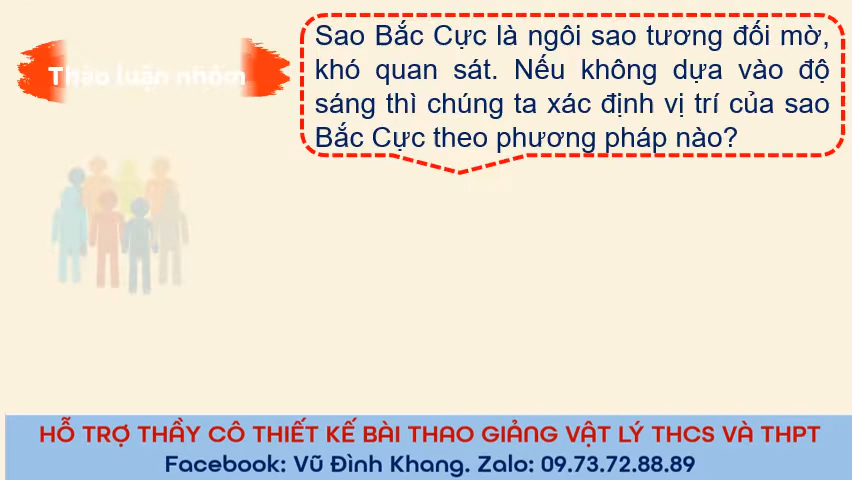 Thảo luận nhóm
Sao Bắc Cực là ngôi sao tương đối mờ,
khó quan sát. Nếu không dựa vào độ
sáng thì chúng ta xác định vị trí của sao
Bắc Cực theo phương pháp nào?
HỖ TRỢ THẦY CÔ THIẾT KẾ BÀI THAO GIẢNG VẬT LÝ THCS VÀ THPT
Facebook: Vũ Đình Khang. Zalo: 09.73.72.88.89